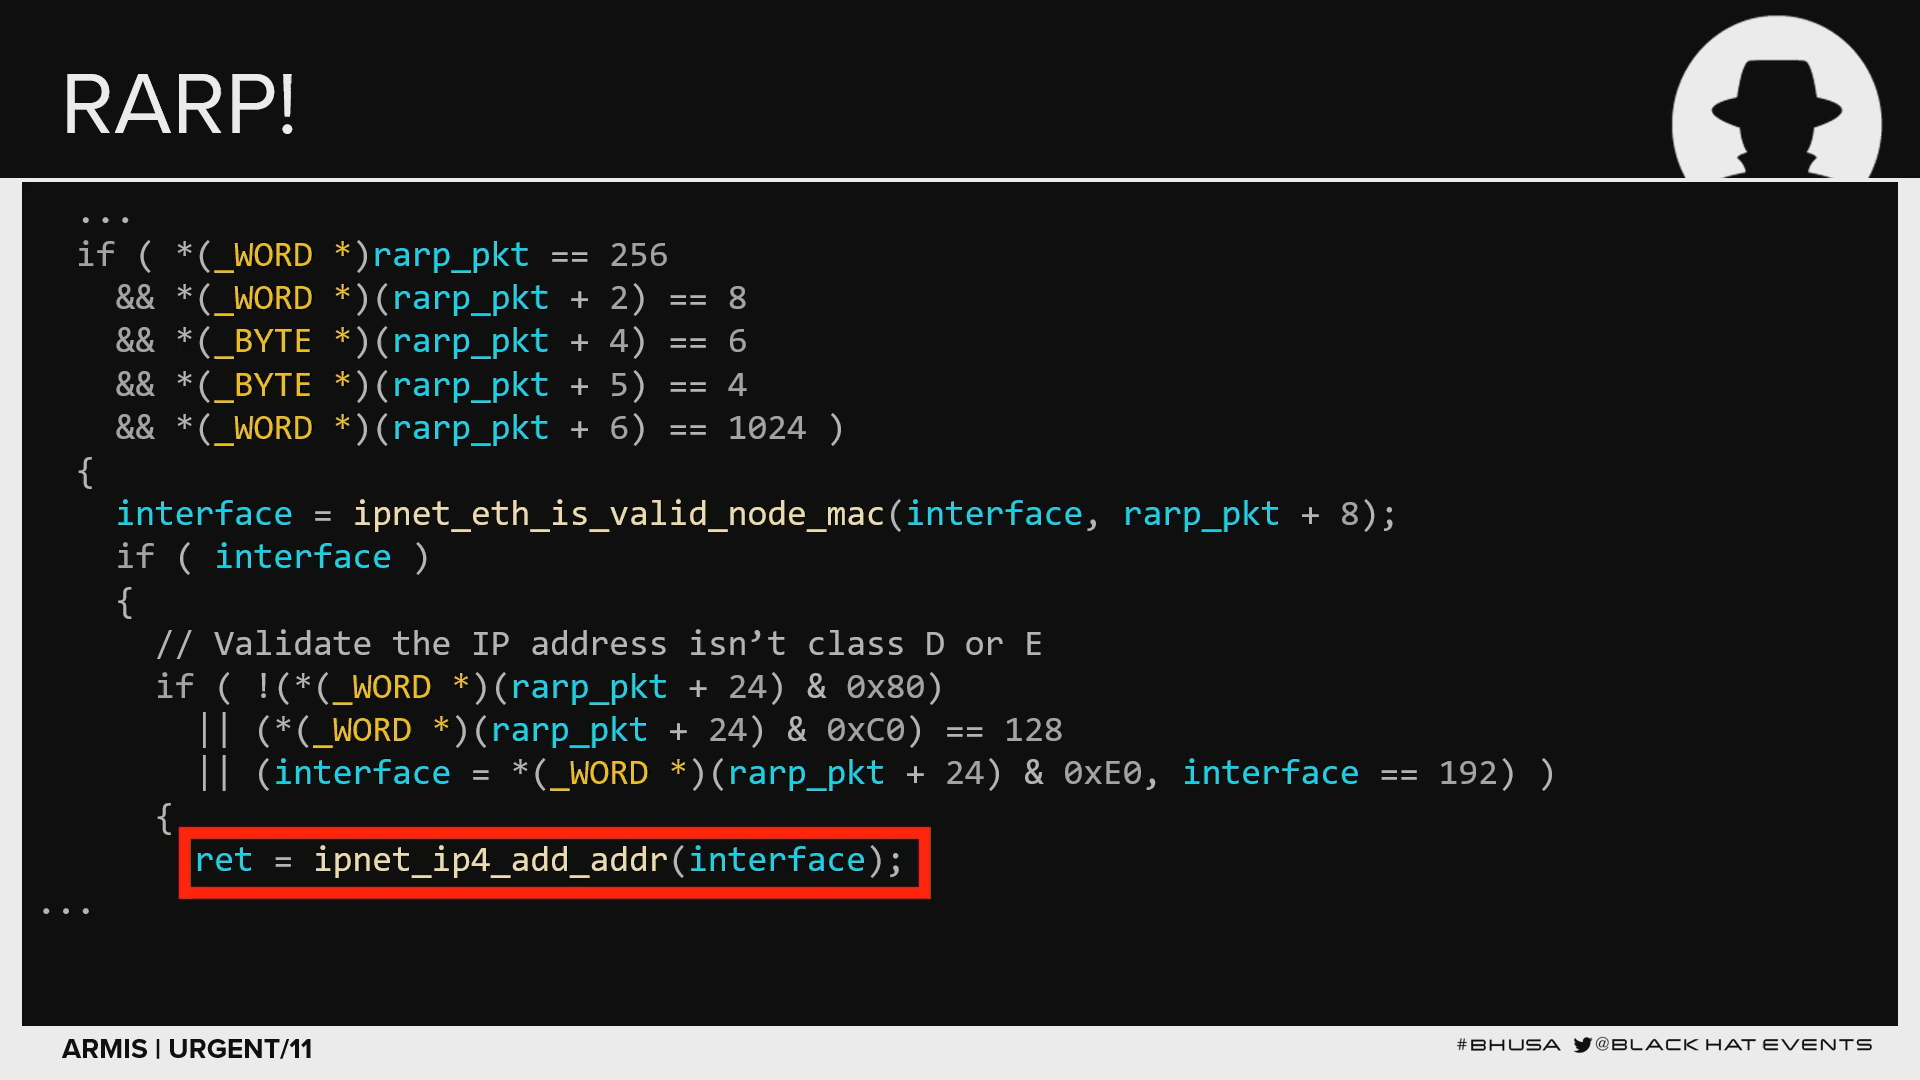 RARP!
...
if ( *(_WORD *)rarp_pkt == 256
&& *(_WORD *)(rarp_pkt + 2) == 8
&& *(_BYTE *)(rarp_pkt + 4) == 6
&& *(_BYTE *)(rarp_pkt + 5) == 4
&& *(_WORD *)(rarp_pkt + 6) == 1024 )
{
interface = ipnet_eth_is_valid_node_mac(interface, rarp_pkt + 8);
if ( interface )
{
// Validate the IP address isn’t class D or E
if ( !(*(_WORD *)(rarp_pkt + 24) & 0x80)
|| (*(_WORD *)(rarp_pkt + 24) & 0xC0) == 128
|| (interface = *(_WORD *)(rarp_pkt + 24) & 0xE0, interface == 192) )
{
ret = ipnet_ip4_add_addr(interface);
...
ARMIS | URGENT/11
#BHUSA @BLACK HAT EVENTS